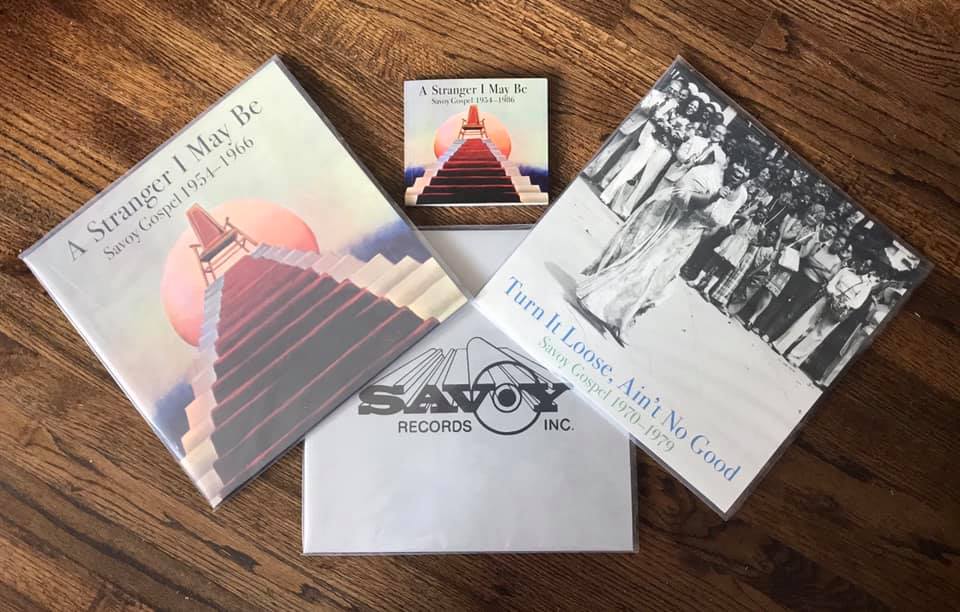 A Stranger I May Be
Savoy Gospel 1954–1966
A Stranger I May Be
Savoy Gospel 1954–1986
Turn It Loose, Ain't No Good
Savoy Gospel 1970–1979
SAVOY
RECORDS INC.